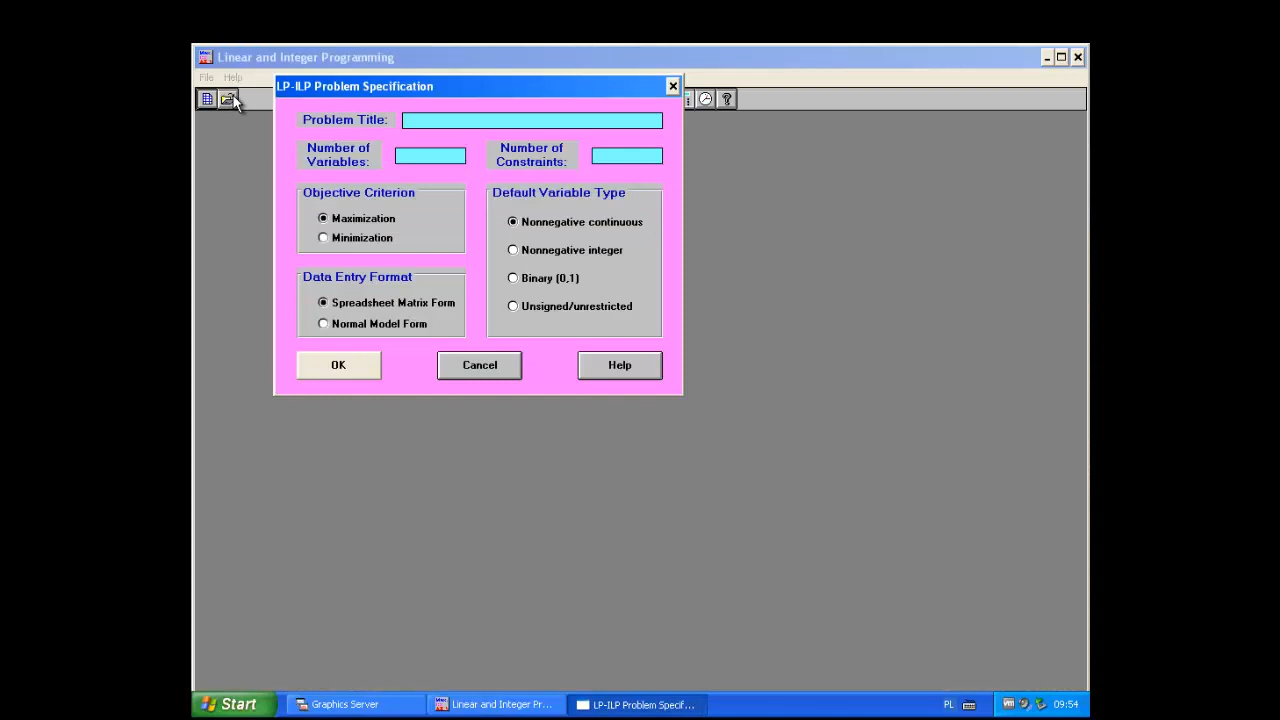 Linear and Integer Programming
File Help
LP-ILP Problem Specification
Problem Title:
Number of
Variables:
Number of
Constraints:
Objective Criterion
Maximization
Minimization
Default Variable Type
Nonnegative continuous
Nonnegative integer
Binary (0,1)
Unsigned/unrestricted
Data Entry Format
Spreadsheet Matrix Form
Normal Model Form
OK
Cancel
Help
Start
Graphics Server
Linear and Integer Pr...
LP-ILP Problem Specif...
PL
09:54